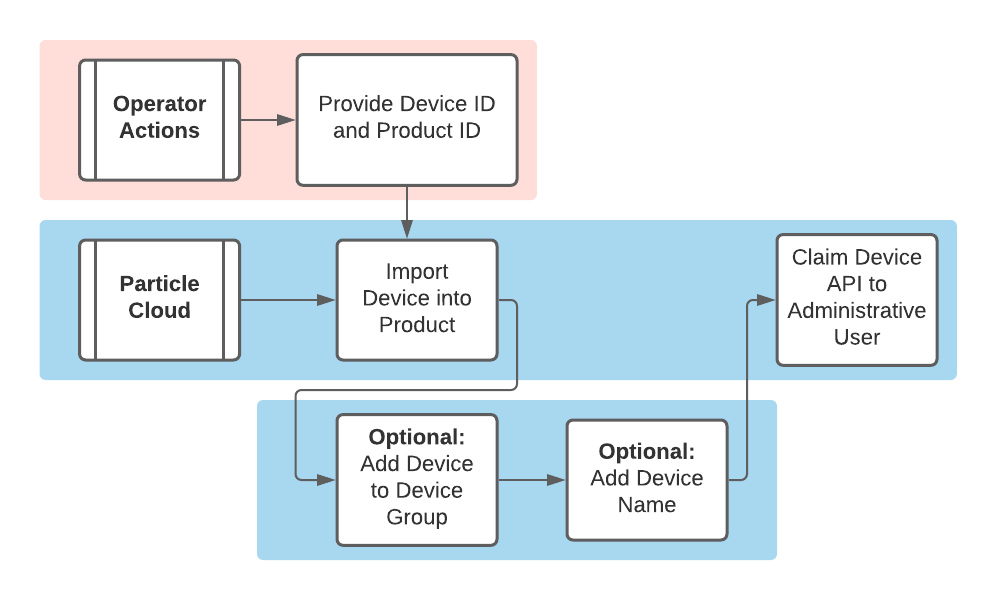 Operator
Actions
Provide Device ID
and Product ID
Particle
Cloud
Import
Device into
Product
Claim Device
API to
Administrative
User
Optional:
Add Device
to Device
Group
Optional:
Add Device
Name